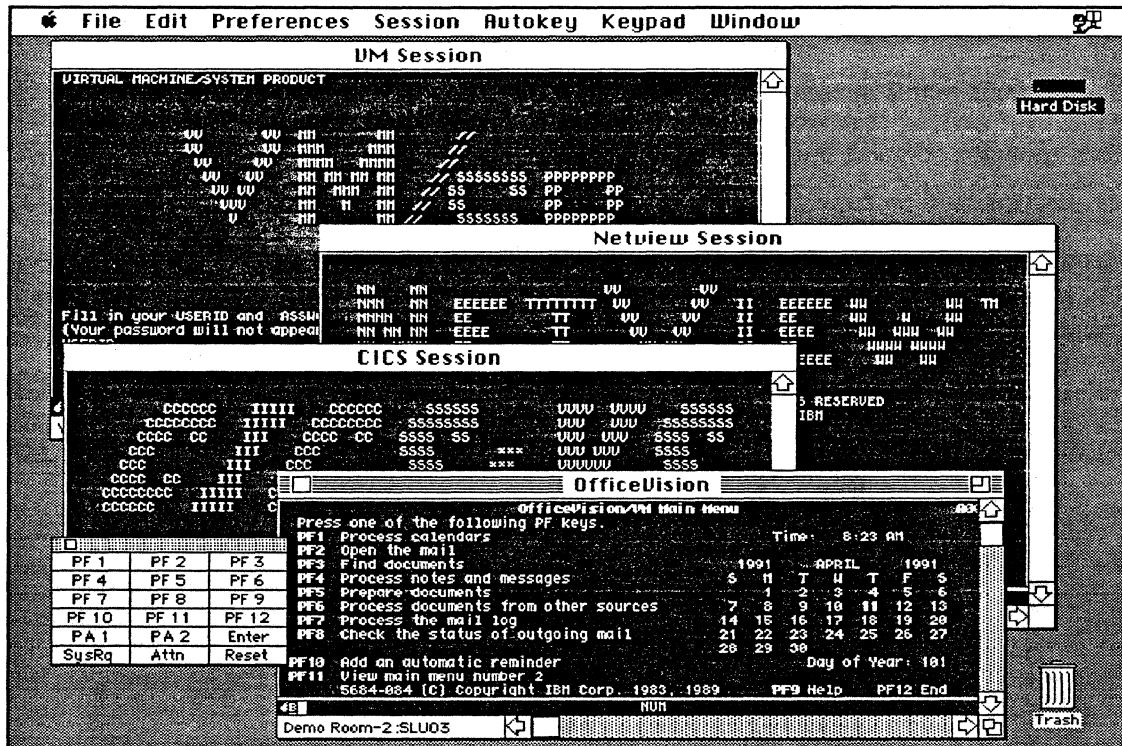 File Edit Preferences Session Autokey Keypad Window
VM Session
VIRTUAL MACHINE/SYSTEM PRODUCT
VM/SP
Fill in your USERID and ASSW
(Your password will not appear
USERID
Hard Disk
Netview Session
NETVIEW TM
S RESERVED
IBM
CICS Session
CICS-VS
OfficeVision
OfficeVision/VM Main Menu
Press one of the following PF keys.
PF1 Process calendars Time: 8:23 AM
PF2 Open the mail
PF3 Find documents 1991 APRIL 1991
PF4 Process notes and messages S M T W T F S
PF5 Prepare documents 1 2 3 4 5 6
PF6 Process documents from other sources 7 8 9 10 11 12 13
PF7 Process the mail log 14 15 16 17 18 19 20
PF8 Check the status of outgoing mail 21 22 23 24 25 26 27
28 29 30
PF10 Add an automatic reminder Day of Year: 101
PF11 View main menu number 2
5684-084 (C) Copyright IBM Corp. 1983, 1989 PF9 Help PF12 End
NUM
Demo Room-2:SLU03
PF 1 PF 2 PF 3
PF 4 PF 5 PF 6
PF 7 PF 8 PF 9
PF 10 PF 11 PF 12
PA 1 PA 2 Enter
SysRq Attn Reset
Trash